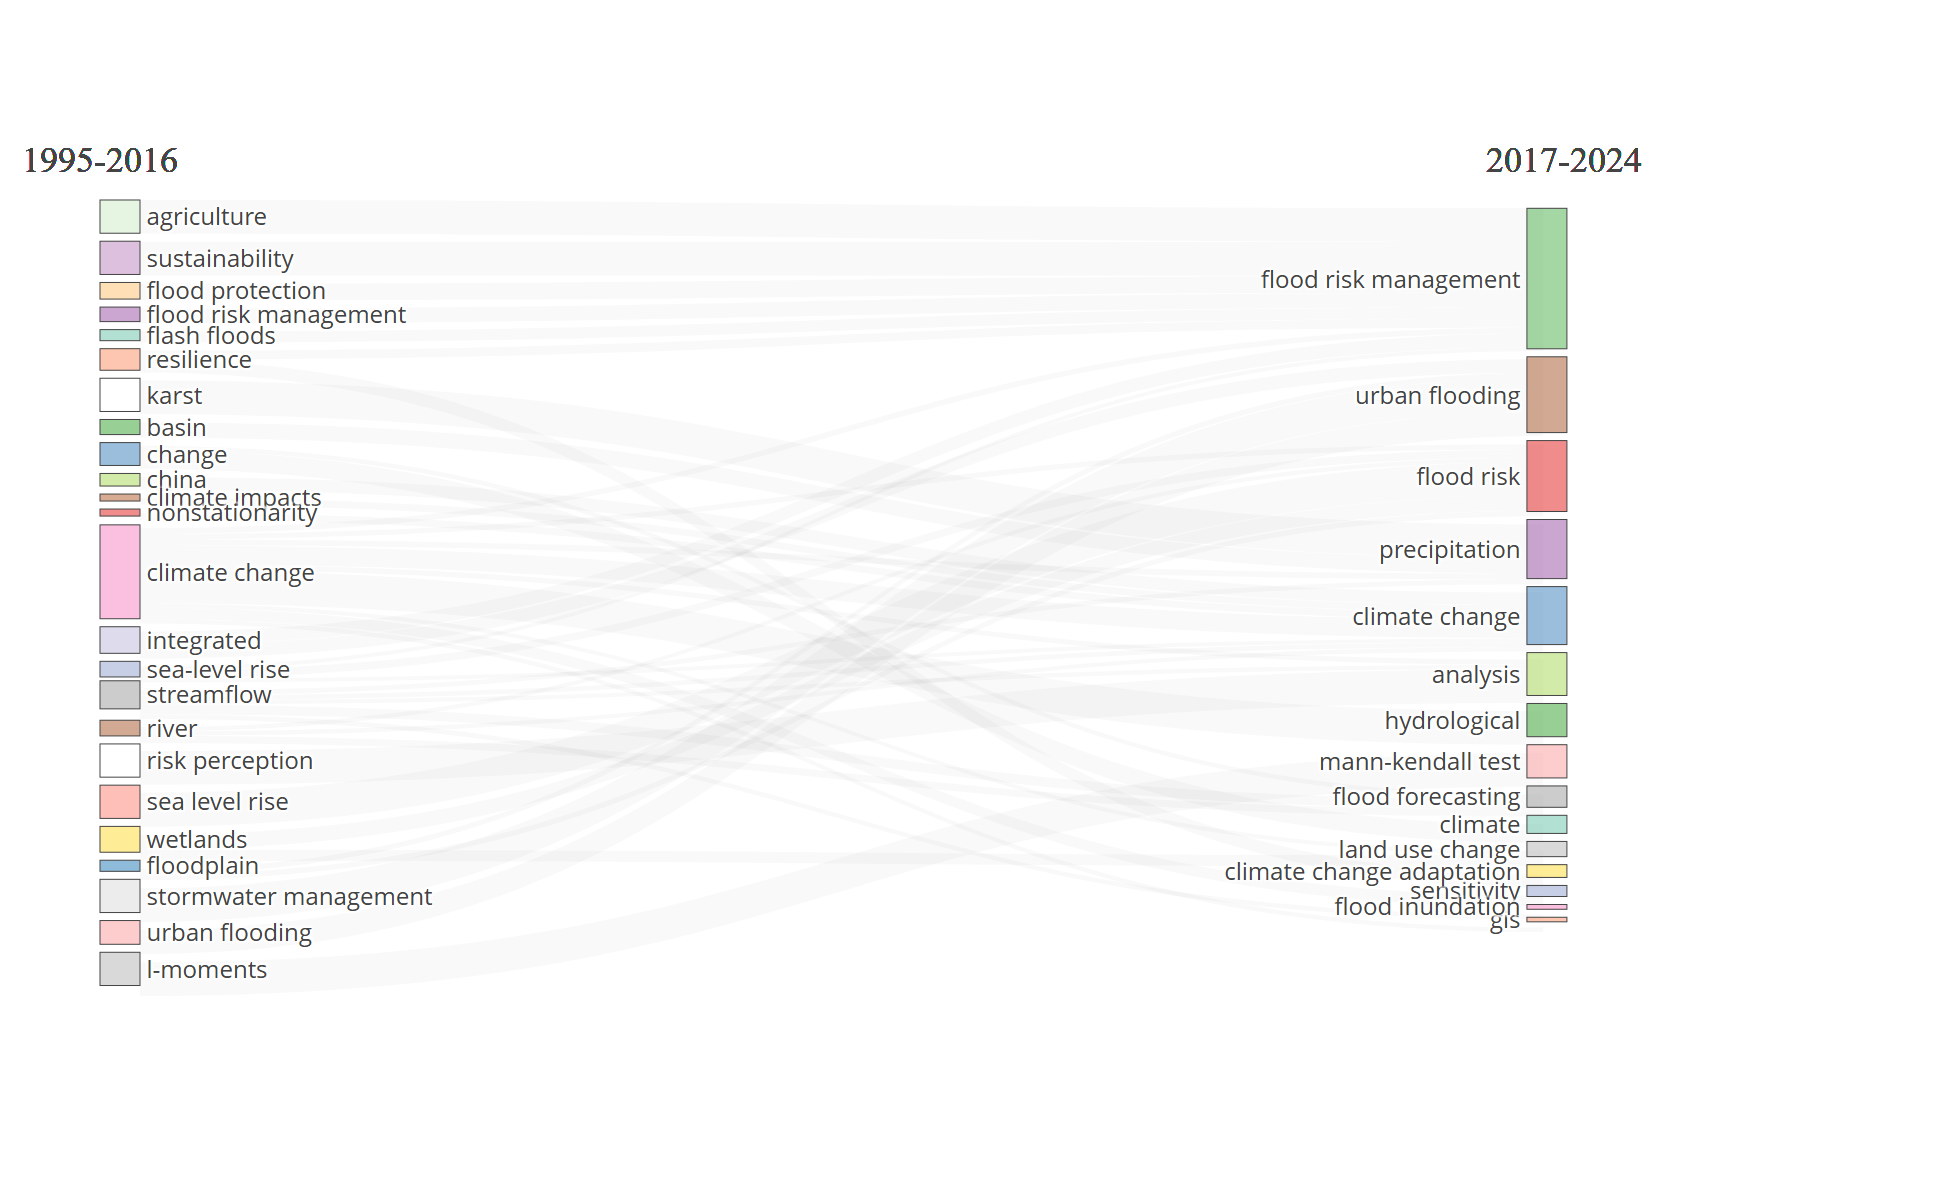 1995-2016
2017-2024
agriculture
sustainability
flood protection
flood risk management
flash floods
resilience
karst
basin
change
china
climate impacts
nonstationarity
climate change
integrated
sea-level rise
streamflow
river
risk perception
sea level rise
wetlands
floodplain
stormwater management
urban flooding
l-moments
flood risk management
urban flooding
flood risk
precipitation
climate change
analysis
hydrological
mann-kendall test
flood forecasting
climate
land use change
climate change adaptation
sensitivity
flood inundation
gis